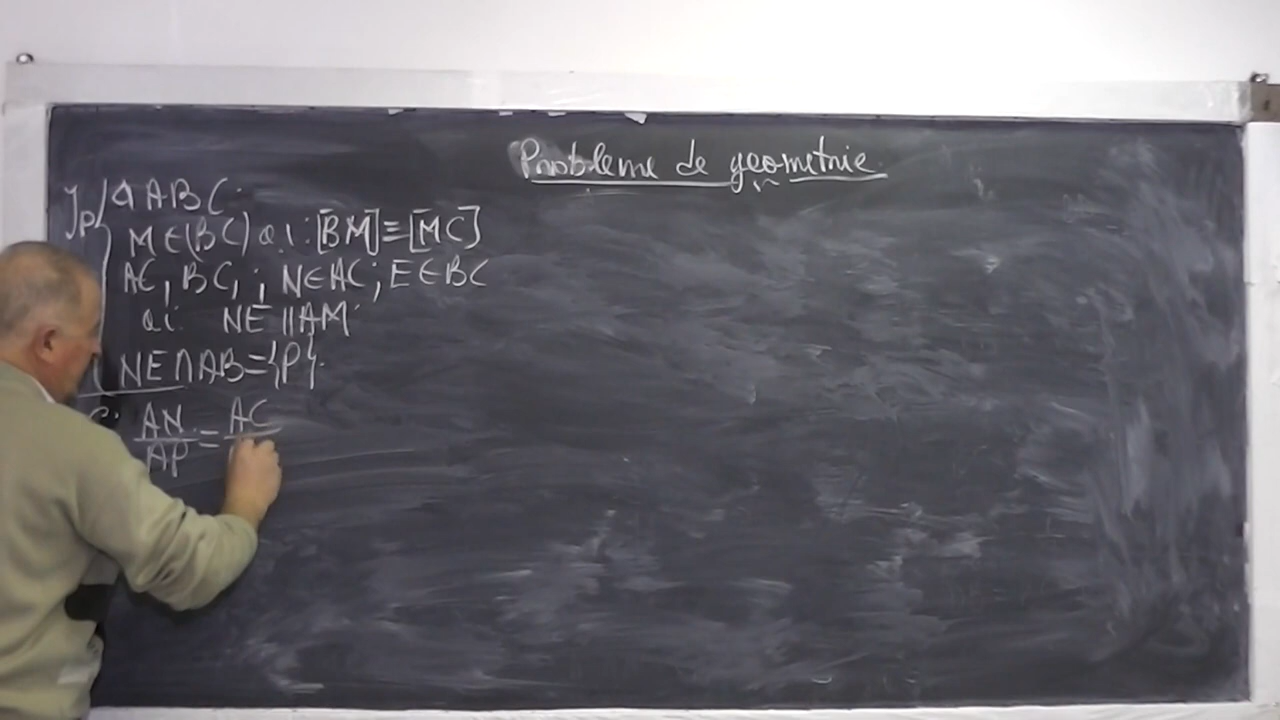 Probleme de geometrie
Ip/ △ABC.
M∈(BC) a.î. [BM]≡[MC]
AC, BC, ; N∈AC; E∈BC
a.î. NE ∥ AM
NE∩AB={P}.
C. AN/AP = AC